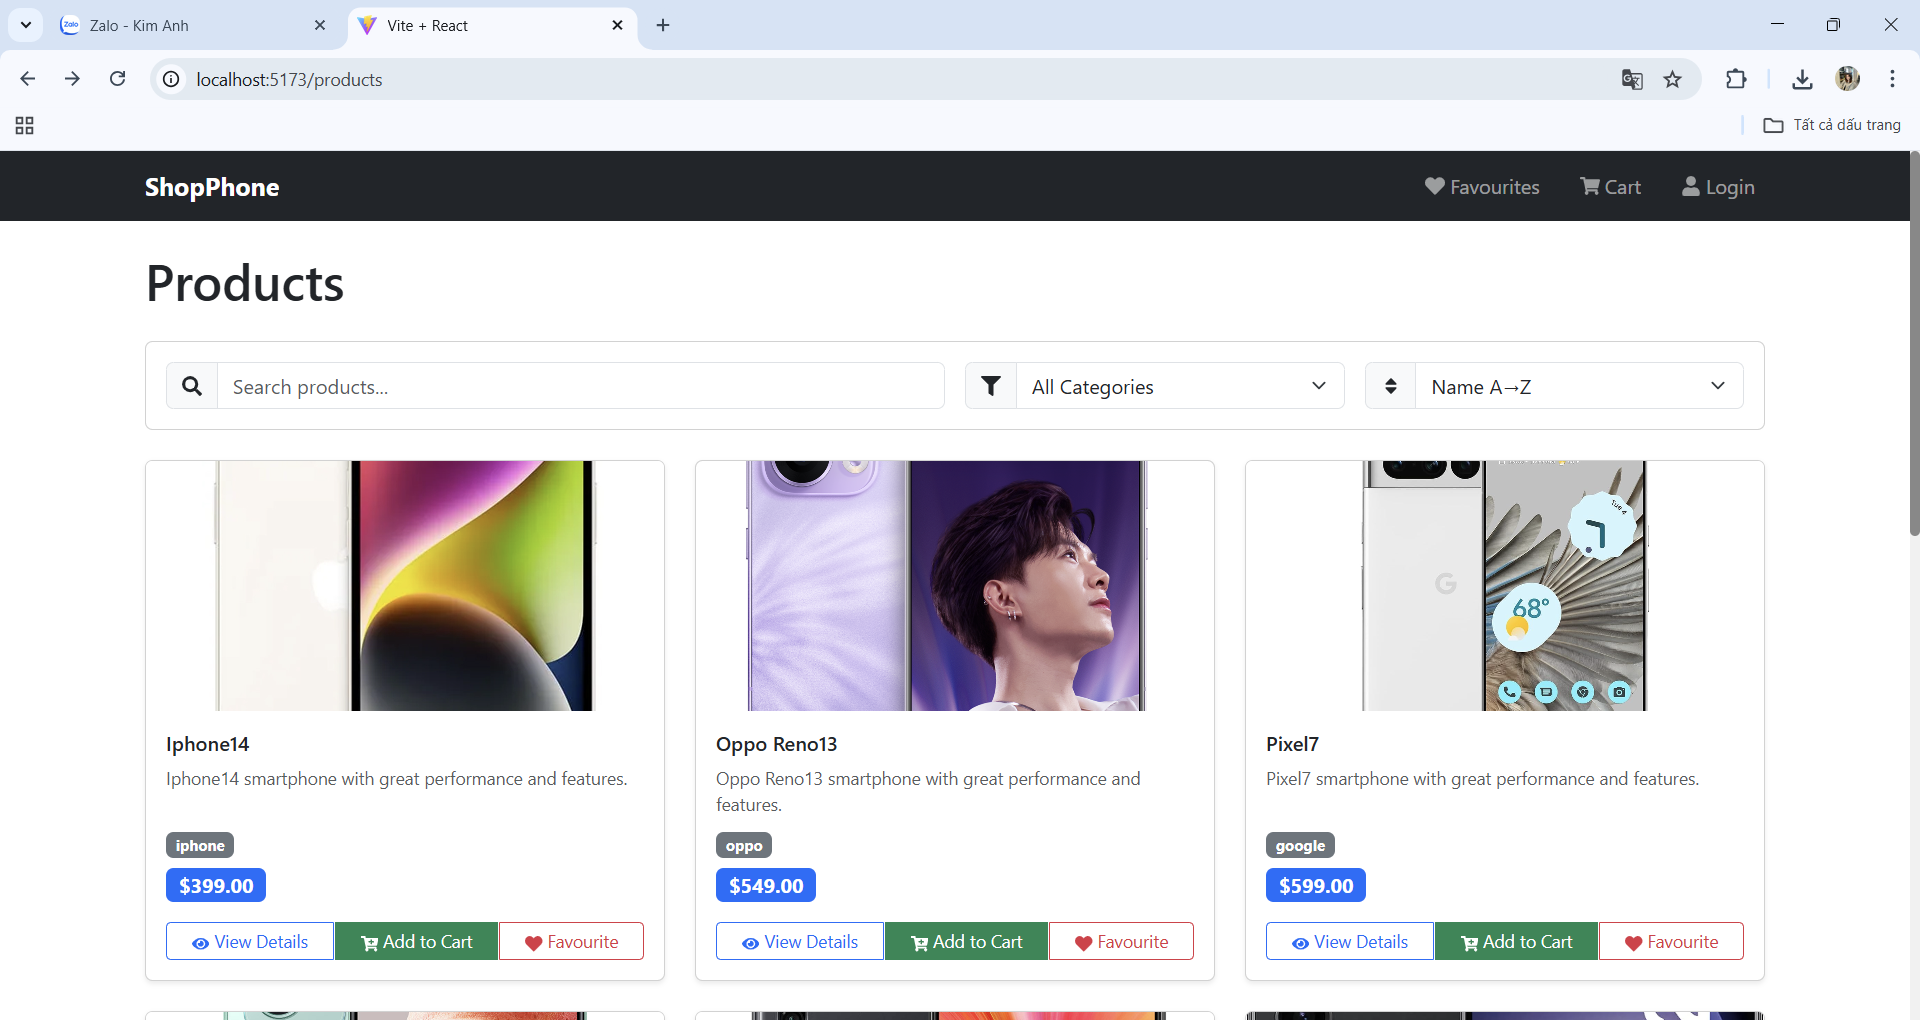 Zalo - Kim Anh
Vite + React
localhost:5173/products
Tất cả dấu trang
ShopPhone
Favourites
Cart
Login
Products
Search products...
All Categories
Name A→Z
Tue 4
G
68°
Iphone14
Iphone14 smartphone with great performance and features.
iphone
$399.00
View Details
Add to Cart
Favourite
Oppo Reno13
Oppo Reno13 smartphone with great performance and
features.
oppo
$549.00
View Details
Add to Cart
Favourite
Pixel7
Pixel7 smartphone with great performance and features.
google
$599.00
View Details
Add to Cart
Favourite